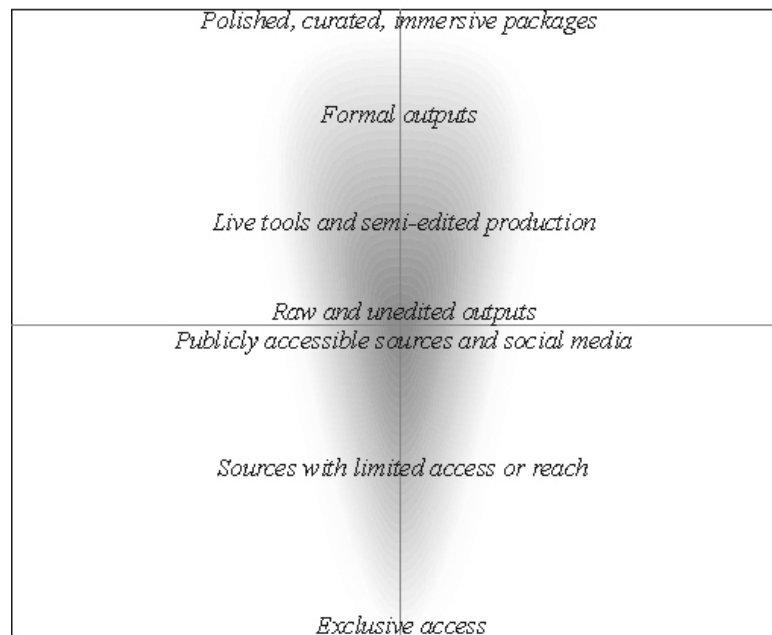 Polished, curated, immersive packages
Formal outputs
Live tools and semi-edited production
Raw and unedited outputs
Publicly accessible sources and social media
Sources with limited access or reach
Exclusive access